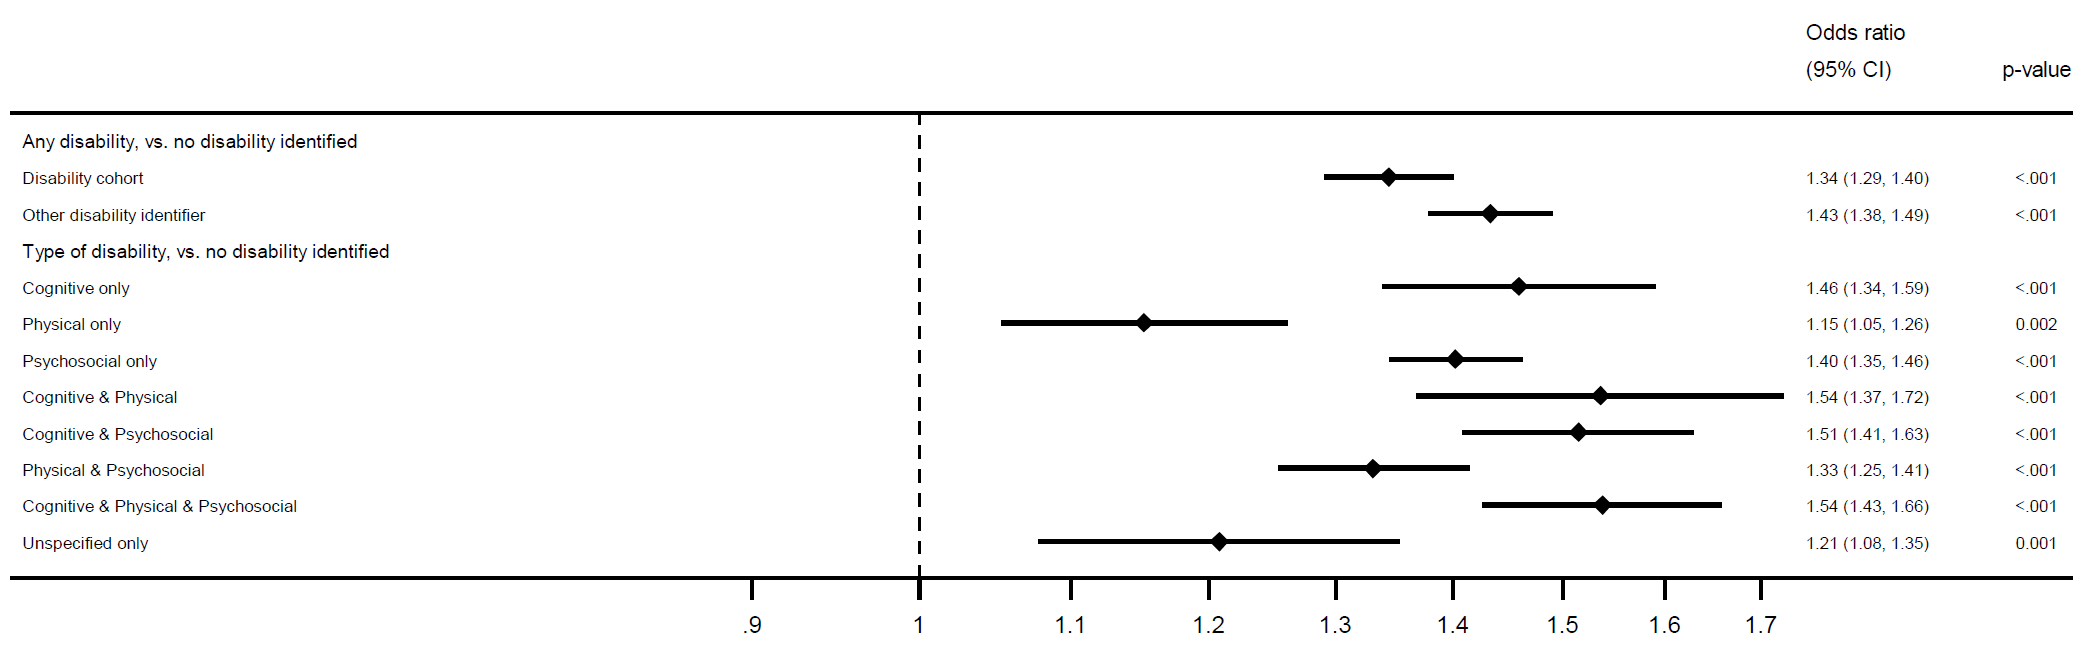 Odds ratio
(95% CI) p-value
Any disability, vs. no disability identified
Disability cohort 1.34 (1.29, 1.40) <.001
Other disability identifier 1.43 (1.38, 1.49) <.001
Type of disability, vs. no disability identified
Cognitive only 1.46 (1.34, 1.59) <.001
Physical only 1.15 (1.05, 1.26) 0.002
Psychosocial only 1.40 (1.35, 1.46) <.001
Cognitive & Physical 1.54 (1.37, 1.72) <.001
Cognitive & Psychosocial 1.51 (1.41, 1.63) <.001
Physical & Psychosocial 1.33 (1.25, 1.41) <.001
Cognitive & Physical & Psychosocial 1.54 (1.43, 1.66) <.001
Unspecified only 1.21 (1.08, 1.35) 0.001
.9 1 1.1 1.2 1.3 1.4 1.5 1.6 1.7